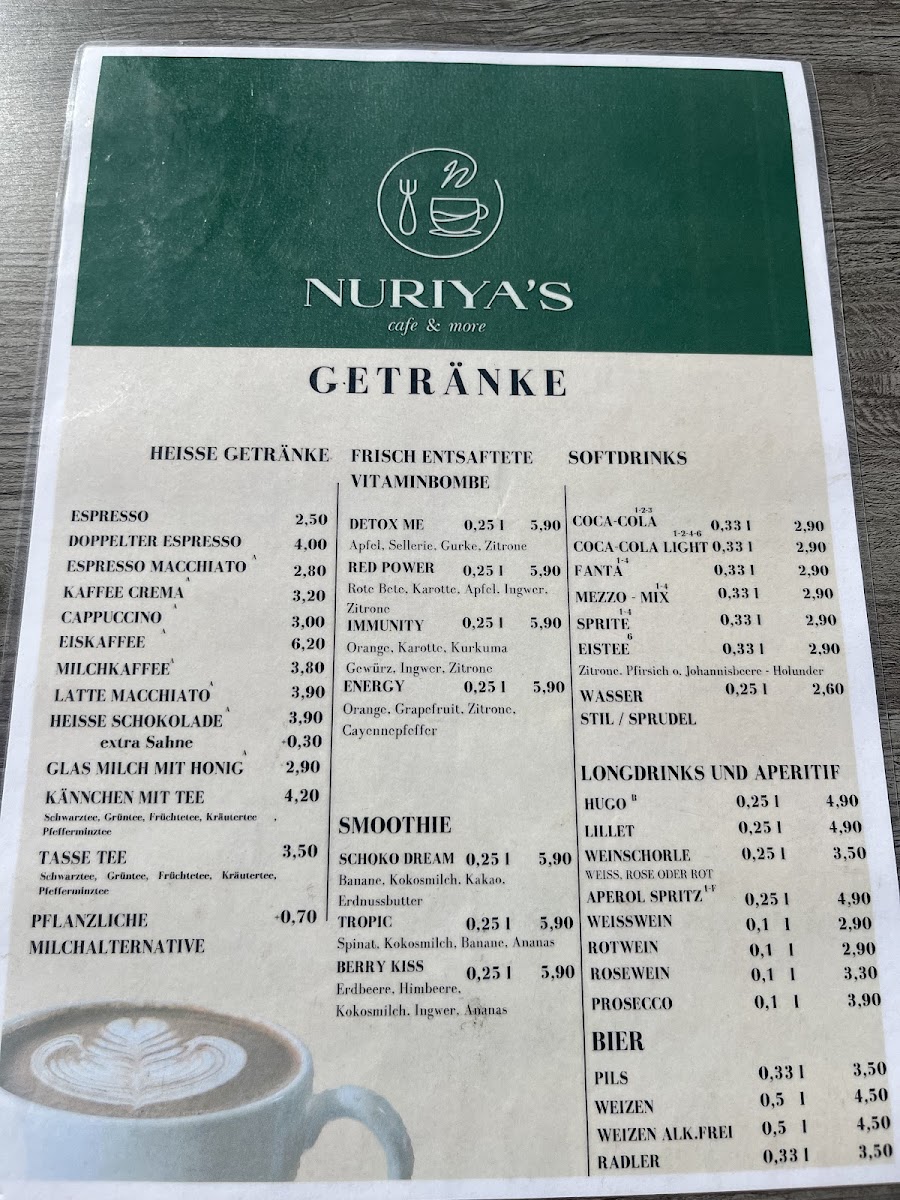 NURIYA'S
cafe & more
GETRÄNKE
HEISSE GETRÄNKE
ESPRESSO 2,50
DOPPELTER ESPRESSO 4,00
ESPRESSO MACCHIATO A 2,80
KAFFEE CREMA A 3,20
CAPPUCCINO A 3,00
EISKAFFEE A 6,20
MILCHKAFFEE A 3,80
LATTE MACCHIATO A 3,90
HEISSE SCHOKOLADE A 3,90
extra Sahne +0,30
GLAS MILCH MIT HONIG A 2,90
KÄNNCHEN MIT TEE 4,20
Schwarztee, Grüntee, Früchtetee, Kräutertee ,
Pfefferminztee
TASSE TEE 3,50
Schwarztee, Grüntee, Früchtetee, Kräutertee,
Pfefferminztee
PFLANZLICHE +0,70
MILCHALTERNATIVE
FRISCH ENTSAFTETE
VITAMINBOMBE
DETOX ME 0,25 l 5,90
Apfel, Sellerie, Gurke, Zitrone
RED POWER 0,25 l 5,90
Rote Bete, Karotte, Apfel, Ingwer,
Zitrone
IMMUNITY 0,25 l 5,90
Orange, Karotte, Kurkuma
Gewürz, Ingwer, Zitrone
ENERGY 0,25 l 5,90
Orange, Grapefruit, Zitrone,
Cayennepfeffer
SMOOTHIE
SCHOKO DREAM 0,25 l 5,90
Banane, Kokosmilch, Kakao,
Erdnussbutter
TROPIC 0,25 l 5,90
Spinat, Kokosmilch, Banane, Ananas
BERRY KISS 0,25 l 5,90
Erdbeere, Himbeere,
Kokosmilch, Ingwer, Ananas
SOFTDRINKS
COCA-COLA 1-2-3 0,33 l 2,90
COCA-COLA LIGHT 1-2-4-6 0,33 l 2,90
FANTA 1-4 0,33 l 2,90
MEZZO - MIX 1-4 0,33 l 2,90
SPRITE 1-4 0,33 l 2,90
EISTEE 6 0,33 l 2,90
Zitrone, Pfirsich o. Johannisbeere - Holunder
WASSER 0,25 l 2,60
STIL / SPRUDEL
LONGDRINKS UND APERITIF
HUGO B 0,25 l 4,90
LILLET 0,25 l 4,90
WEINSCHORLE 0,25 l 3,50
WEISS, ROSE ODER ROT
APEROL SPRITZ 1-F 0,25 l 4,90
WEISSWEIN 0,1 l 2,90
ROTWEIN 0,1 l 2,90
ROSEWEIN 0,1 l 3,30
PROSECCO 0,1 l 3,90
BIER
PILS 0,33 l 3,50
WEIZEN 0,5 l 4,50
WEIZEN ALK.FREI 0,5 l 4,50
RADLER 0,33 l 3,50